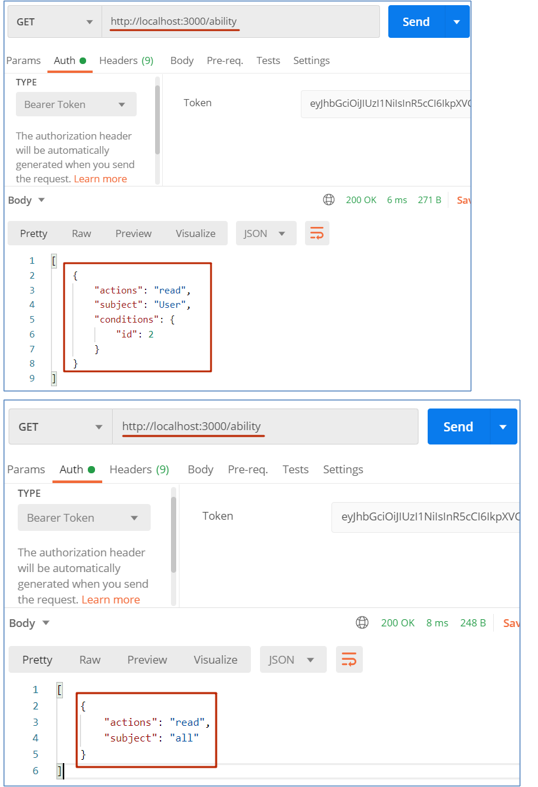 GET http://localhost:3000/ability Send
Params Auth Headers (9) Body Pre-req. Tests Settings
TYPE
Bearer Token
Token eyJhbGciOiJIUzI1NiIsInR5cCI6IkpXVC
The authorization header
will be automatically
generated when you send
the request. Learn more
Body 200 OK 6 ms 271 B Sav
Pretty Raw Preview Visualize JSON
1 [
2 {
3 "actions": "read",
4 "subject": "User",
5 "conditions": {
6 "id": 2
7 }
8 }
9 ]
GET http://localhost:3000/ability Send
Params Auth Headers (9) Body Pre-req. Tests Settings
TYPE
Bearer Token
Token eyJhbGciOiJIUzI1NiIsInR5cCI6IkpXVC
The authorization header
will be automatically
generated when you send
the request. Learn more
Body 200 OK 8 ms 248 B Sav
Pretty Raw Preview Visualize JSON
1 [
2 {
3 "actions": "read",
4 "subject": "all"
5 }
6 ]